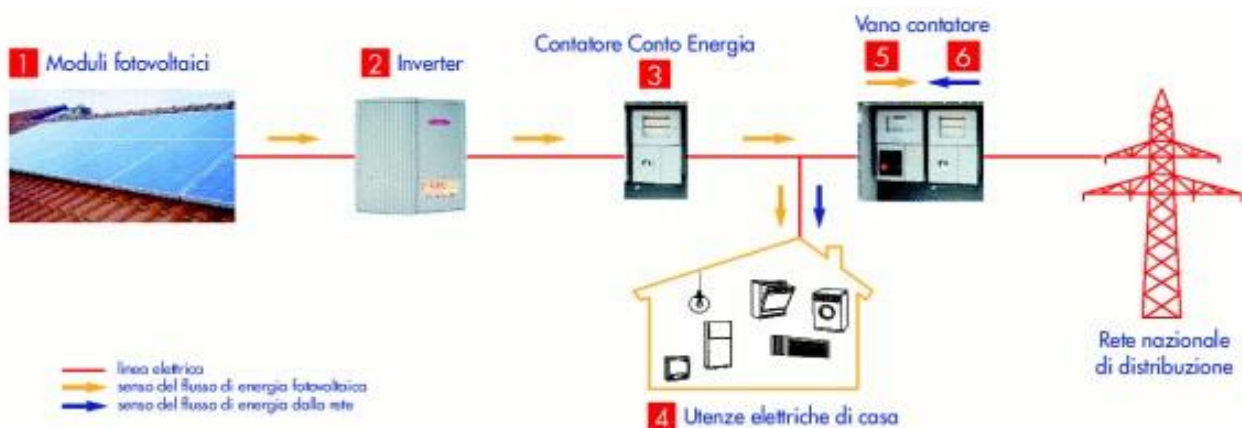 1 Moduli fotovoltaici
2 Inverter
Contatore Conto Energia
3
Vano contatore
5 6
Rete nazionale
di distribuzione
linea elettrica
senso del flusso di energia fotovoltaica
senso del flusso di energia dalla rete
4 Utenze elettriche di casa